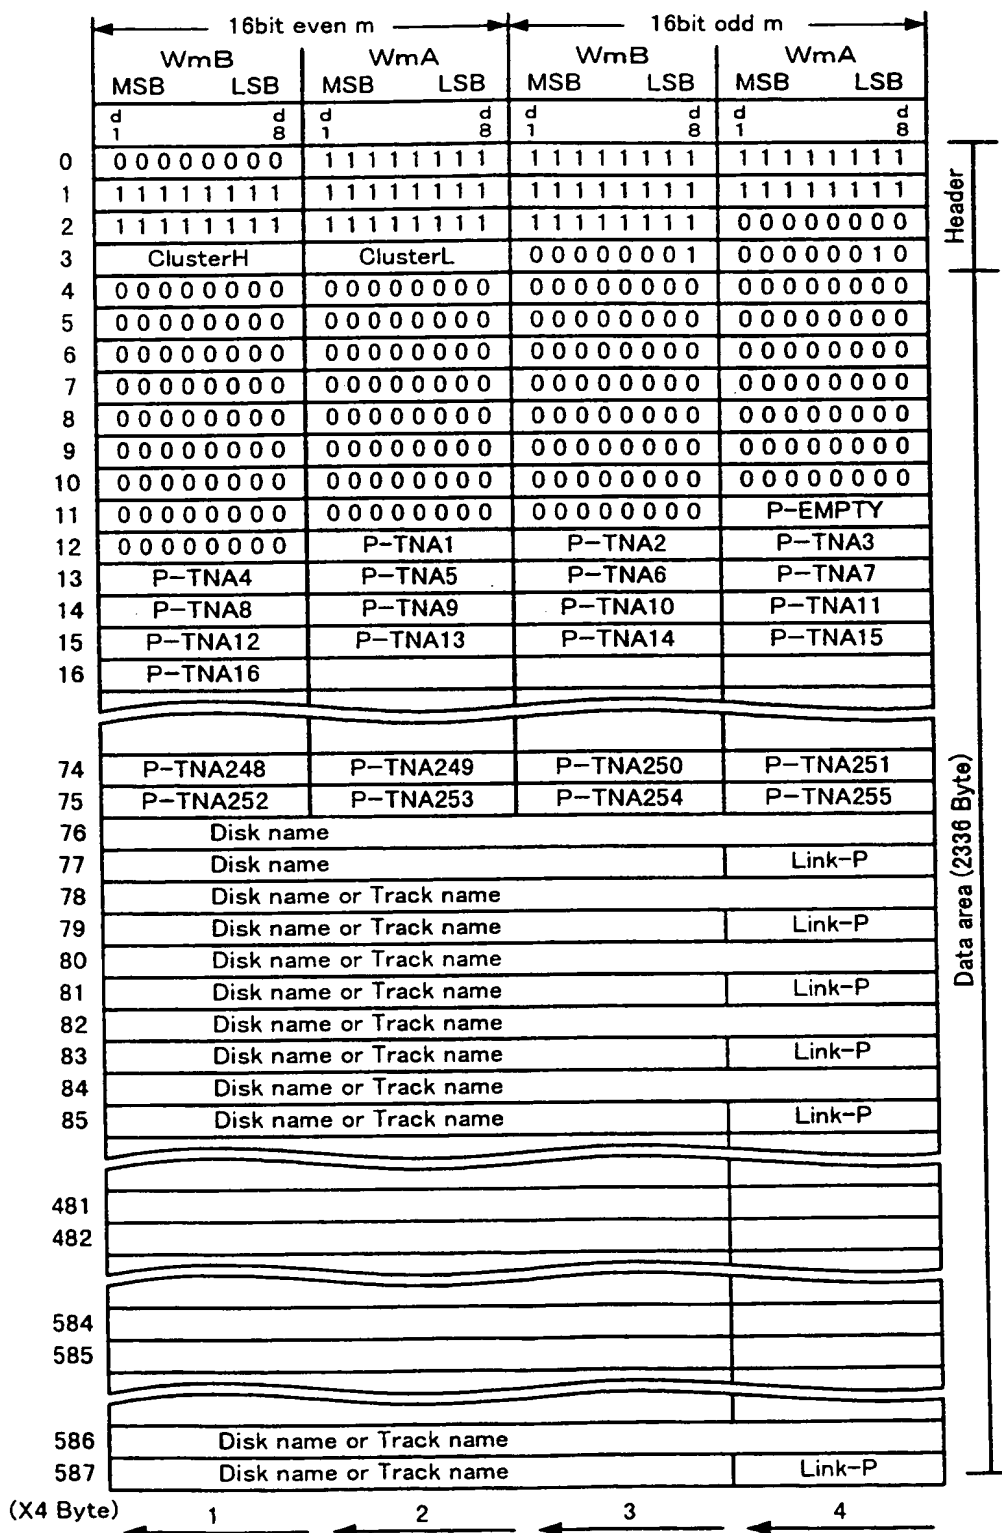 16bit even m 16bit odd m
WmB WmA WmB WmA
MSB LSB MSB LSB MSB LSB MSB LSB
d d d d d d d d
1 8 1 8 1 8 1 8
0 00000000 11111111 11111111 11111111
1 11111111 11111111 11111111 11111111
2 11111111 11111111 11111111 00000000
3 ClusterH ClusterL 00000001 00000010
Header
4 00000000 00000000 00000000 00000000
5 00000000 00000000 00000000 00000000
6 00000000 00000000 00000000 00000000
7 00000000 00000000 00000000 00000000
8 00000000 00000000 00000000 00000000
9 00000000 00000000 00000000 00000000
10 00000000 00000000 00000000 00000000
11 00000000 00000000 00000000 P-EMPTY
12 00000000 P-TNA1 P-TNA2 P-TNA3
13 P-TNA4 P-TNA5 P-TNA6 P-TNA7
14 P-TNA8 P-TNA9 P-TNA10 P-TNA11
15 P-TNA12 P-TNA13 P-TNA14 P-TNA15
16 P-TNA16
74 P-TNA248 P-TNA249 P-TNA250 P-TNA251
75 P-TNA252 P-TNA253 P-TNA254 P-TNA255
76 Disk name
77 Disk name Link-P
78 Disk name or Track name
79 Disk name or Track name Link-P
80 Disk name or Track name
81 Disk name or Track name Link-P
82 Disk name or Track name
83 Disk name or Track name Link-P
84 Disk name or Track name
85 Disk name or Track name Link-P
481
482
584
585
586 Disk name or Track name
587 Disk name or Track name Link-P
Data area (2336 Byte)
(X4 Byte) 1 2 3 4